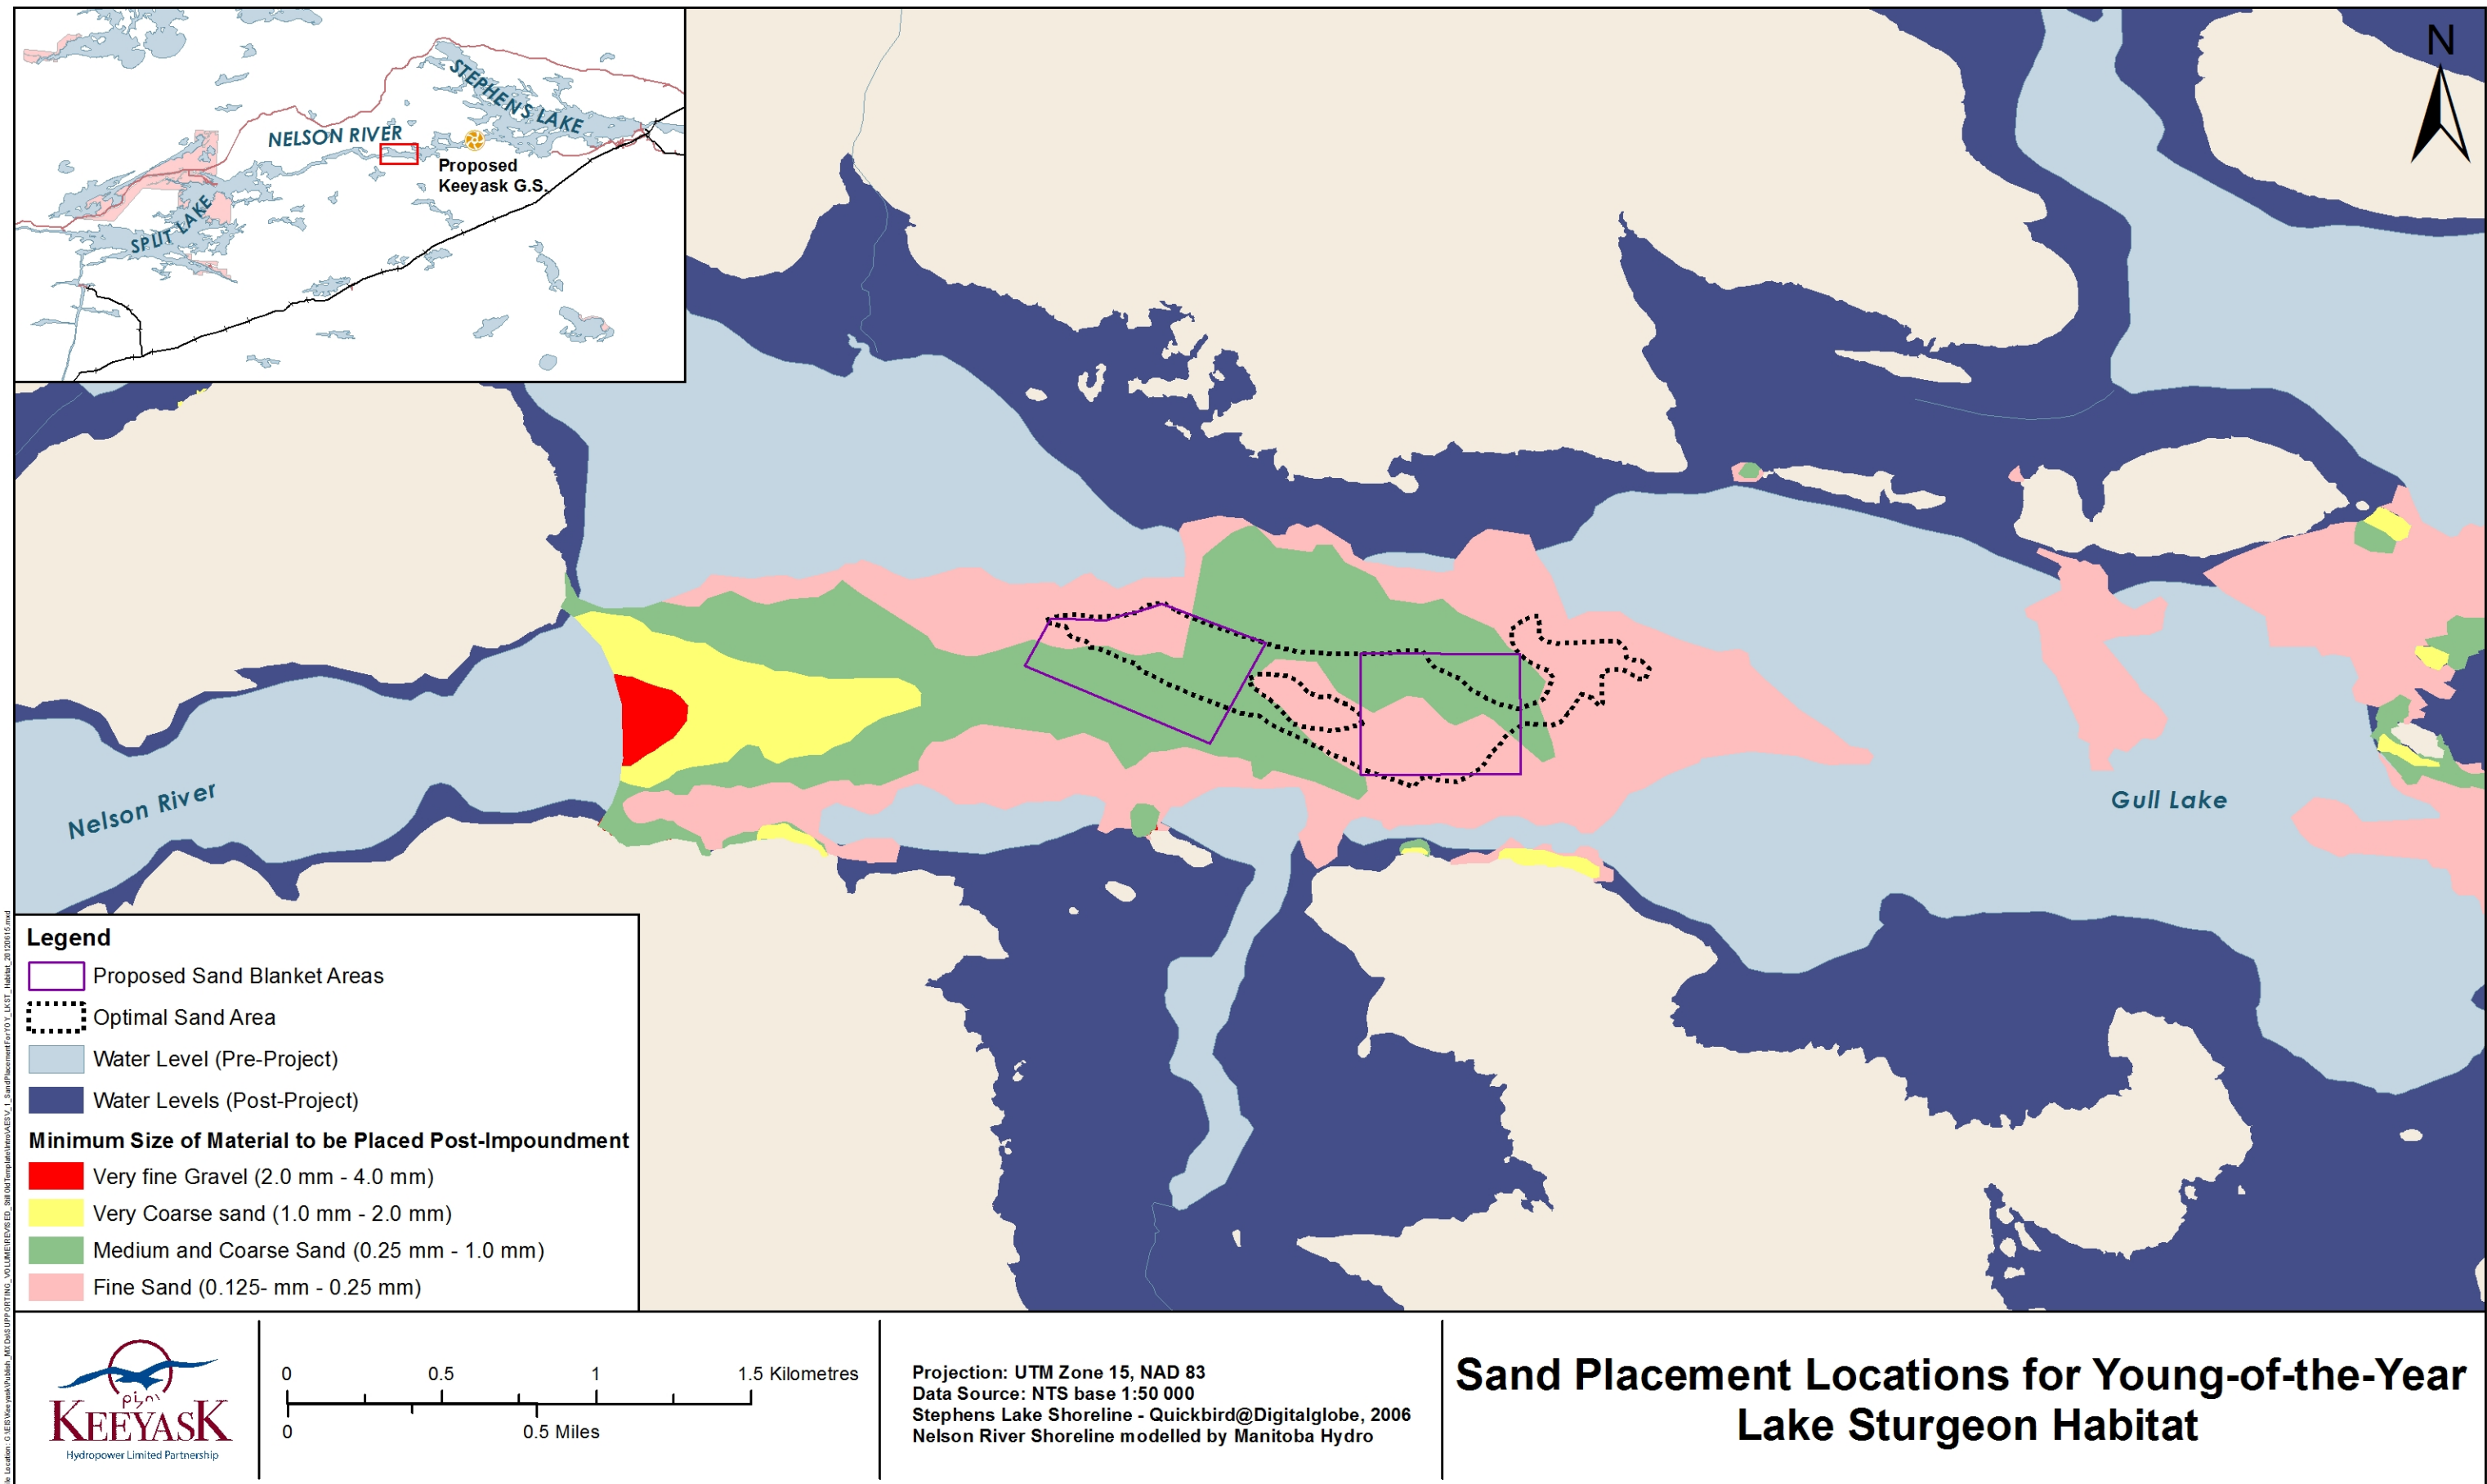 STEPHENS LAKE
NELSON RIVER
Proposed
Keeyask G.S.
SPLIT LAKE
N
Nelson River
Gull Lake
Legend
Proposed Sand Blanket Areas
Optimal Sand Area
Water Level (Pre-Project)
Water Levels (Post-Project)
Minimum Size of Material to be Placed Post-Impoundment
Very fine Gravel (2.0 mm - 4.0 mm)
Very Coarse sand (1.0 mm - 2.0 mm)
Medium and Coarse Sand (0.25 mm - 1.0 mm)
Fine Sand (0.125- mm - 0.25 mm)
KEEYASK
Hydropower Limited Partnership
0 0.5 1 1.5 Kilometres
0 0.5 Miles
Projection: UTM Zone 15, NAD 83
Data Source: NTS base 1:50 000
Stephens Lake Shoreline - Quickbird@Digitalglobe, 2006
Nelson River Shoreline modelled by Manitoba Hydro
Sand Placement Locations for Young-of-the-Year
Lake Sturgeon Habitat